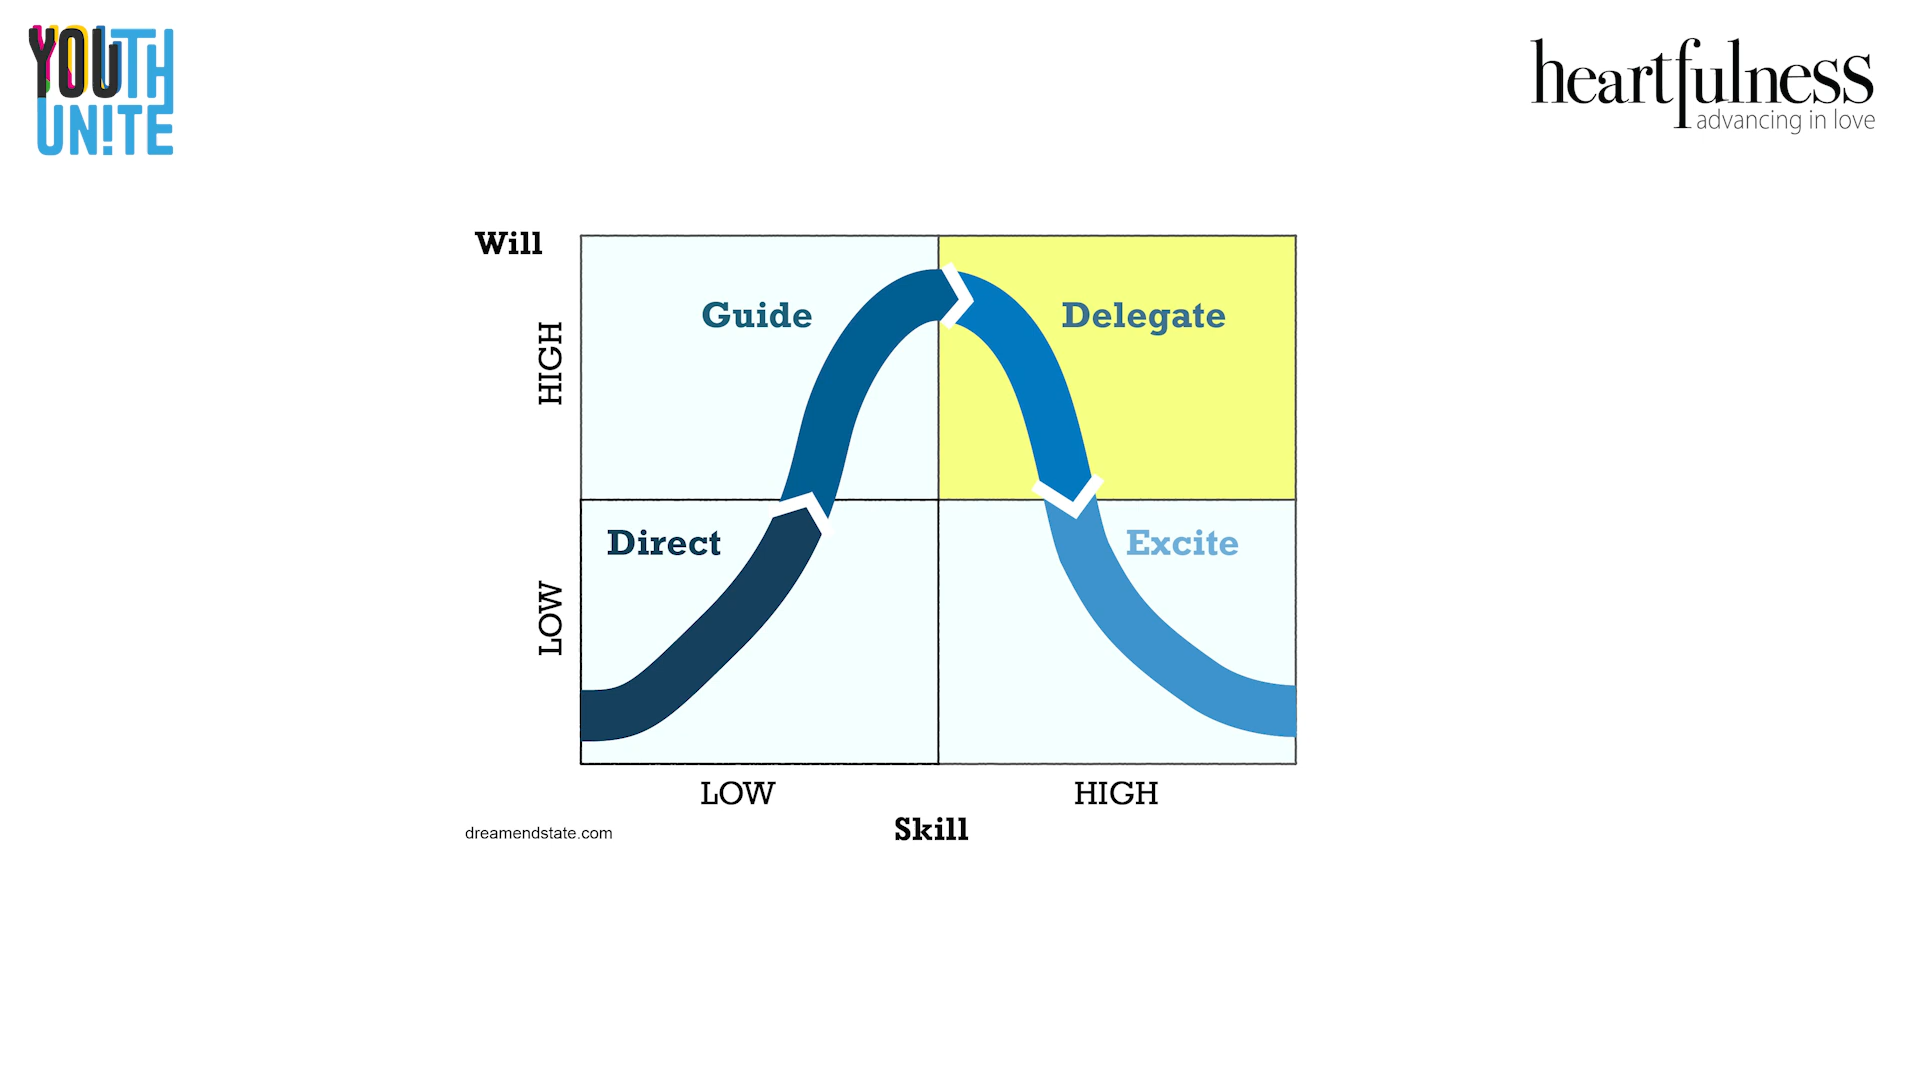 YOUTH
UN!TE
heartfulness
advancing in love
Will
HIGH
LOW
Guide
Delegate
Direct
Excite
LOW
HIGH
Skill
dreamendstate.com